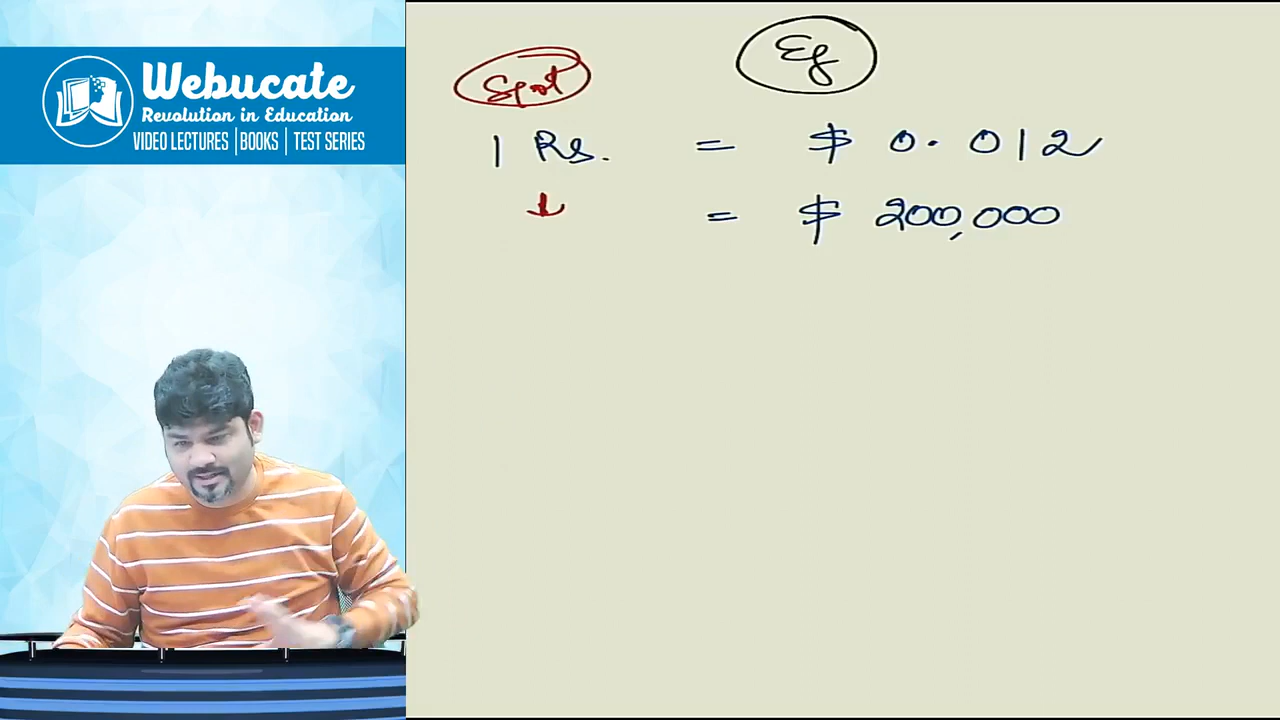 Webucate
Revolution in Education
VIDEO LECTURES | BOOKS | TEST SERIES
Eg
Spot
1 Rs. = $ 0.012
↓ = $ 200,000